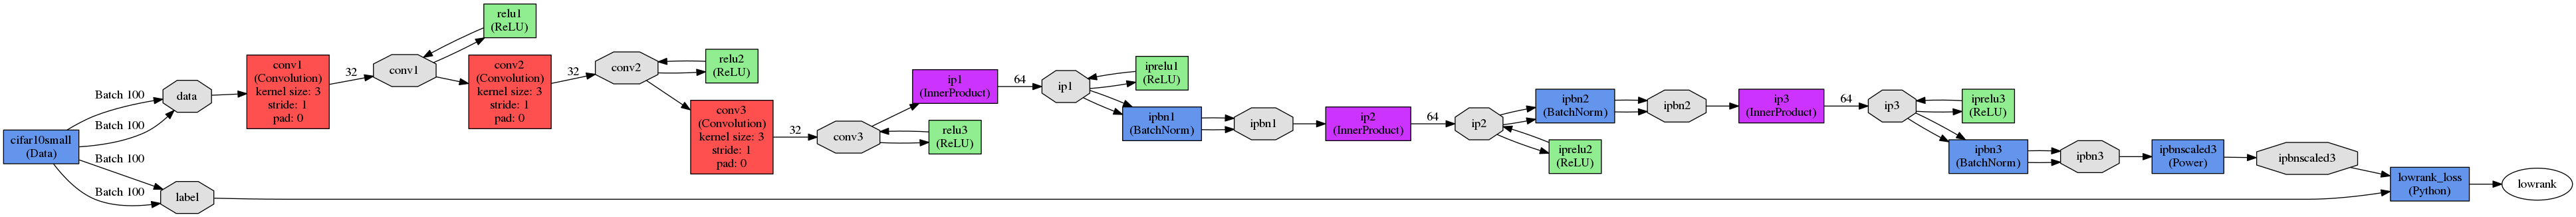 cifar10small
(Data)
Batch 100
Batch 100
Batch 100
Batch 100
data
label
conv1
(Convolution)
kernel size: 3
stride: 1
pad: 0
32
conv1
relu1
(ReLU)
conv2
(Convolution)
kernel size: 3
stride: 1
pad: 0
32
conv2
relu2
(ReLU)
conv3
(Convolution)
kernel size: 3
stride: 1
pad: 0
32
conv3
relu3
(ReLU)
ip1
(InnerProduct)
64
ip1
iprelu1
(ReLU)
ipbn1
(BatchNorm)
ipbn1
ip2
(InnerProduct)
64
ip2
ipbn2
(BatchNorm)
iprelu2
(ReLU)
ipbn2
ip3
(InnerProduct)
64
ip3
iprelu3
(ReLU)
ipbn3
(BatchNorm)
ipbn3
ipbnscaled3
(Power)
ipbnscaled3
lowrank_loss
(Python)
lowrank